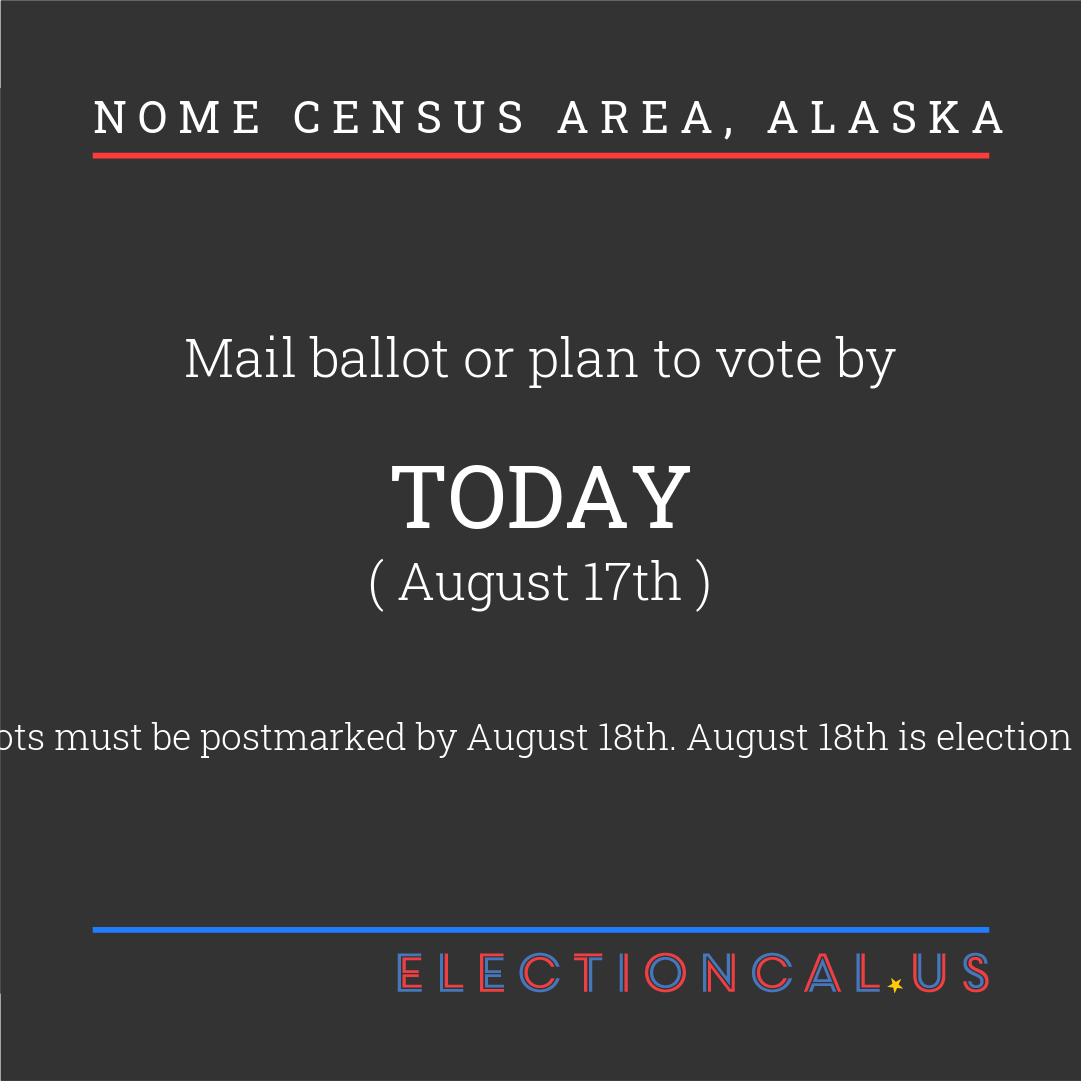 NOME CENSUS AREA, ALASKA
Mail ballot or plan to vote by
TODAY
( August 17th )
ots must be postmarked by August 18th. August 18th is election
ELECTIONCAL.US